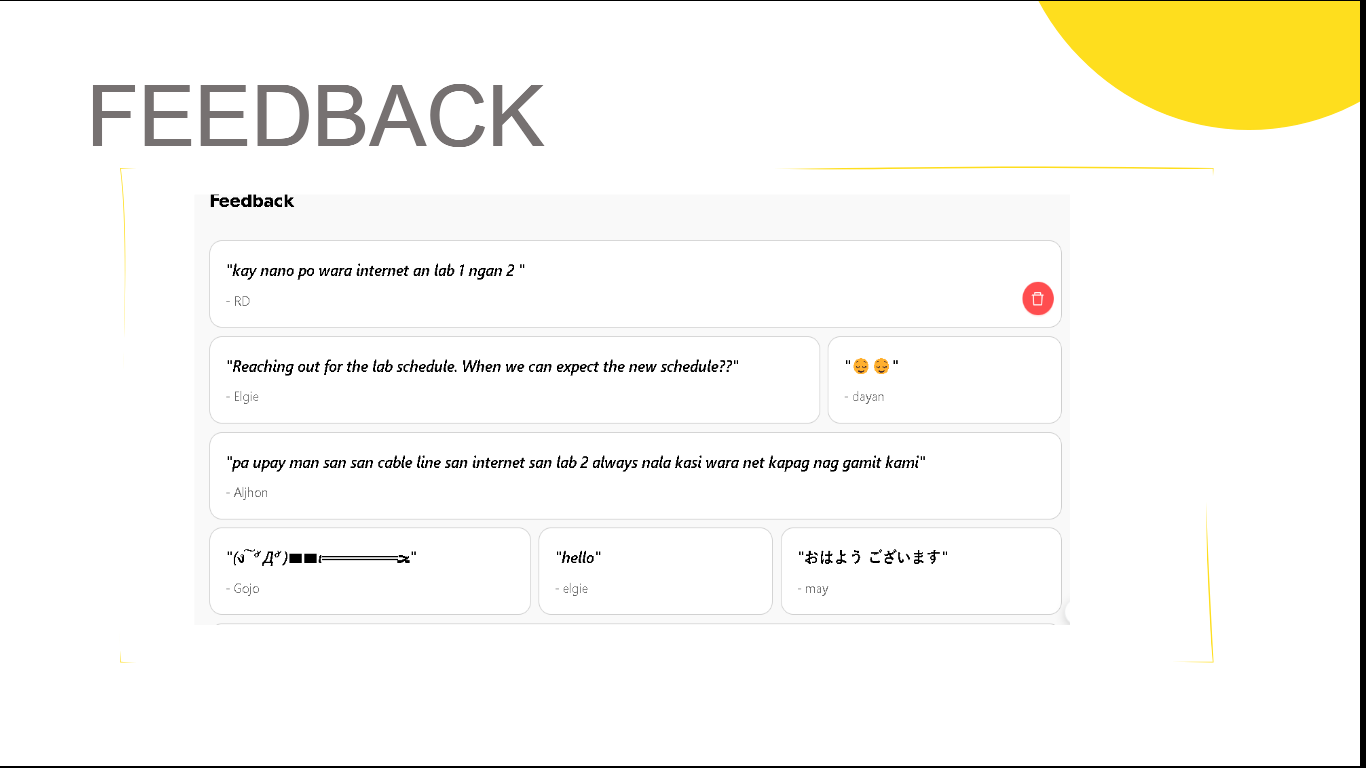 FEEDBACK
Feedback
"kay nano po wara internet an lab 1 ngan 2 "
- RD
"Reaching out for the lab schedule. When we can expect the new schedule??"
- Elgie
"😌 😌 "
- dayan
"pa upay man san san cable line san internet san lab 2 always nala kasi wara net kapag nag gamit kami"
- Aljhon
- Gojo
"hello"
- elgie
"おはよう ございます"
- may